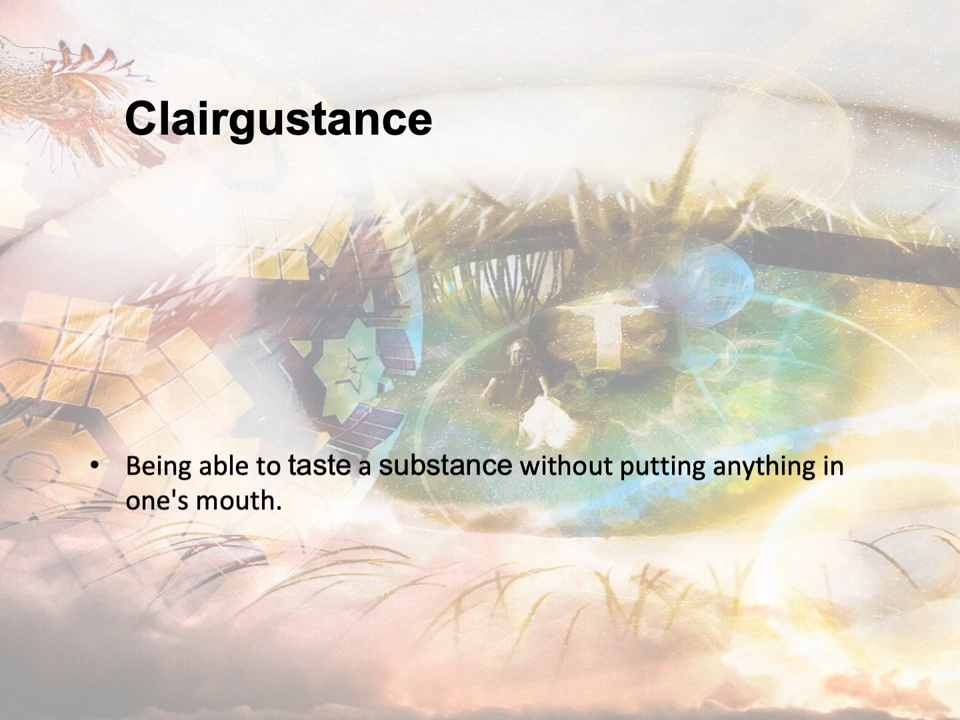 Clairgustance
• Being able to taste a substance without putting anything in
one's mouth.